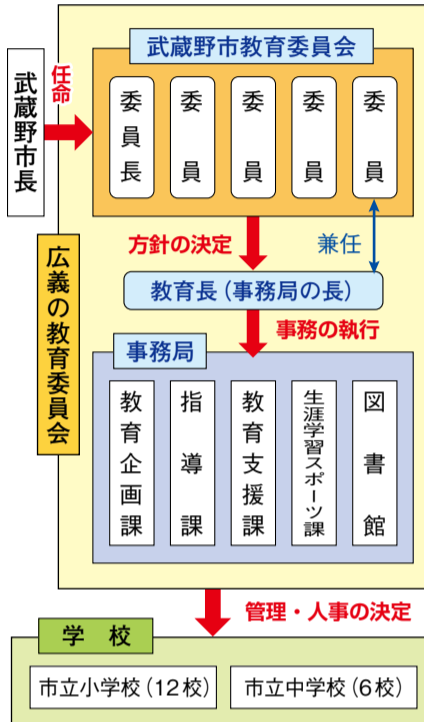 武蔵野市教育委員会
武蔵野市長
任命
委員長
委員
委員
委員
委員
方針の決定
兼任
広義の教育委員会
教育長(事務局の長)
事務の執行
事務局
教育企画課
指導課
教育支援課
生涯学習スポーツ課
図書館
管理・人事の決定
学校
市立小学校(12校)
市立中学校(6校)